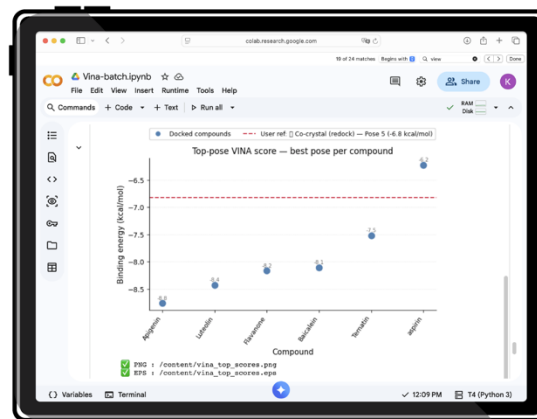 colab.research.google.com
19 of 24 matches Begins with Q view Done
Vina-batch.ipynb
File Edit View Insert Runtime Tools Help
Share
K
Commands + Code + Text Run all
RAM
Disk
Docked compounds User ref: ▯ Co-crystal (redock) — Pose 5 (-6.8 kcal/mol)
Top-pose VINA score — best pose per compound
Binding energy (kcal/mol)
−6.5
−7.0
−7.5
−8.0
−8.5
-8.8
-8.4
-8.2
-8.1
-7.5
-6.2
Apigenin
Luteolin
Flavanone
Baicalein
Ternatin
aspirin
Compound
PNG : /content/vina_top_scores.png
EPS : /content/vina_top_scores.eps
Variables Terminal 12:09 PM T4 (Python 3)